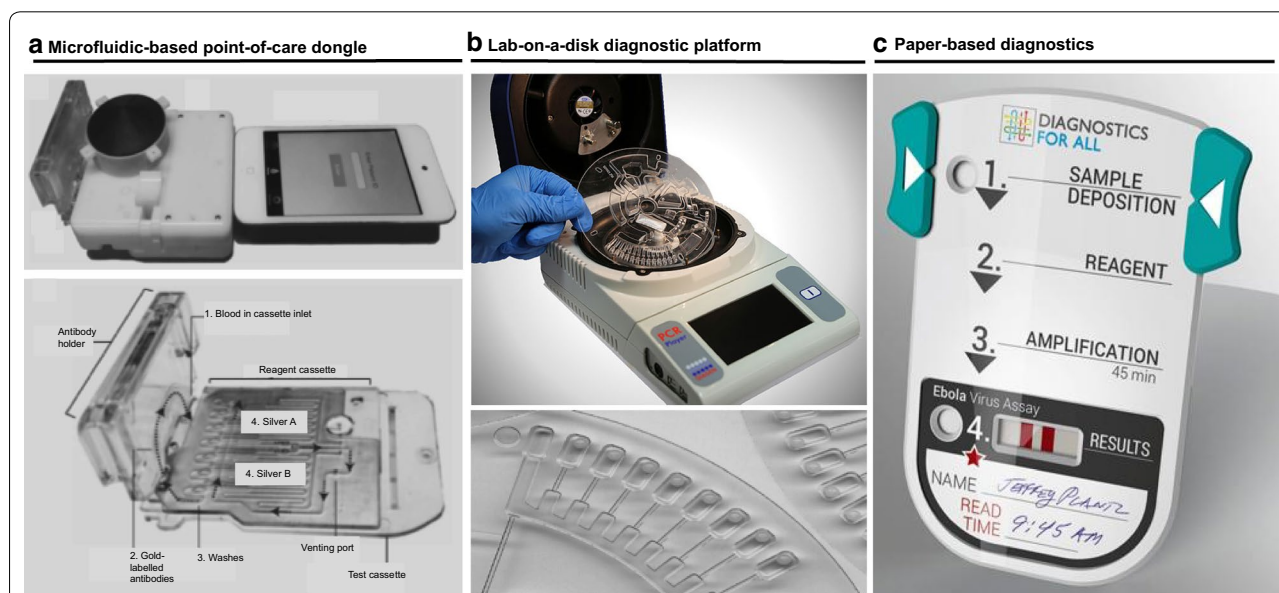 a Microfluidic-based point-of-care dongle
b Lab-on-a-disk diagnostic platform
c Paper-based diagnostics
1. Blood in cassette inlet
Antibody
holder
Reagent cassette
4. Silver A
4. Silver B
2. Gold-
labelled
antibodies
3. Washes
Venting port
Test cassette
PCR
Player
DIAGNOSTICS
FOR ALL
1. SAMPLE
DEPOSITION
2. REAGENT
3. AMPLIFICATION
45 min
Ebola Virus Assay
4. RESULTS
NAME JEFFREY PLANTZ
READ
TIME 9:45 AM